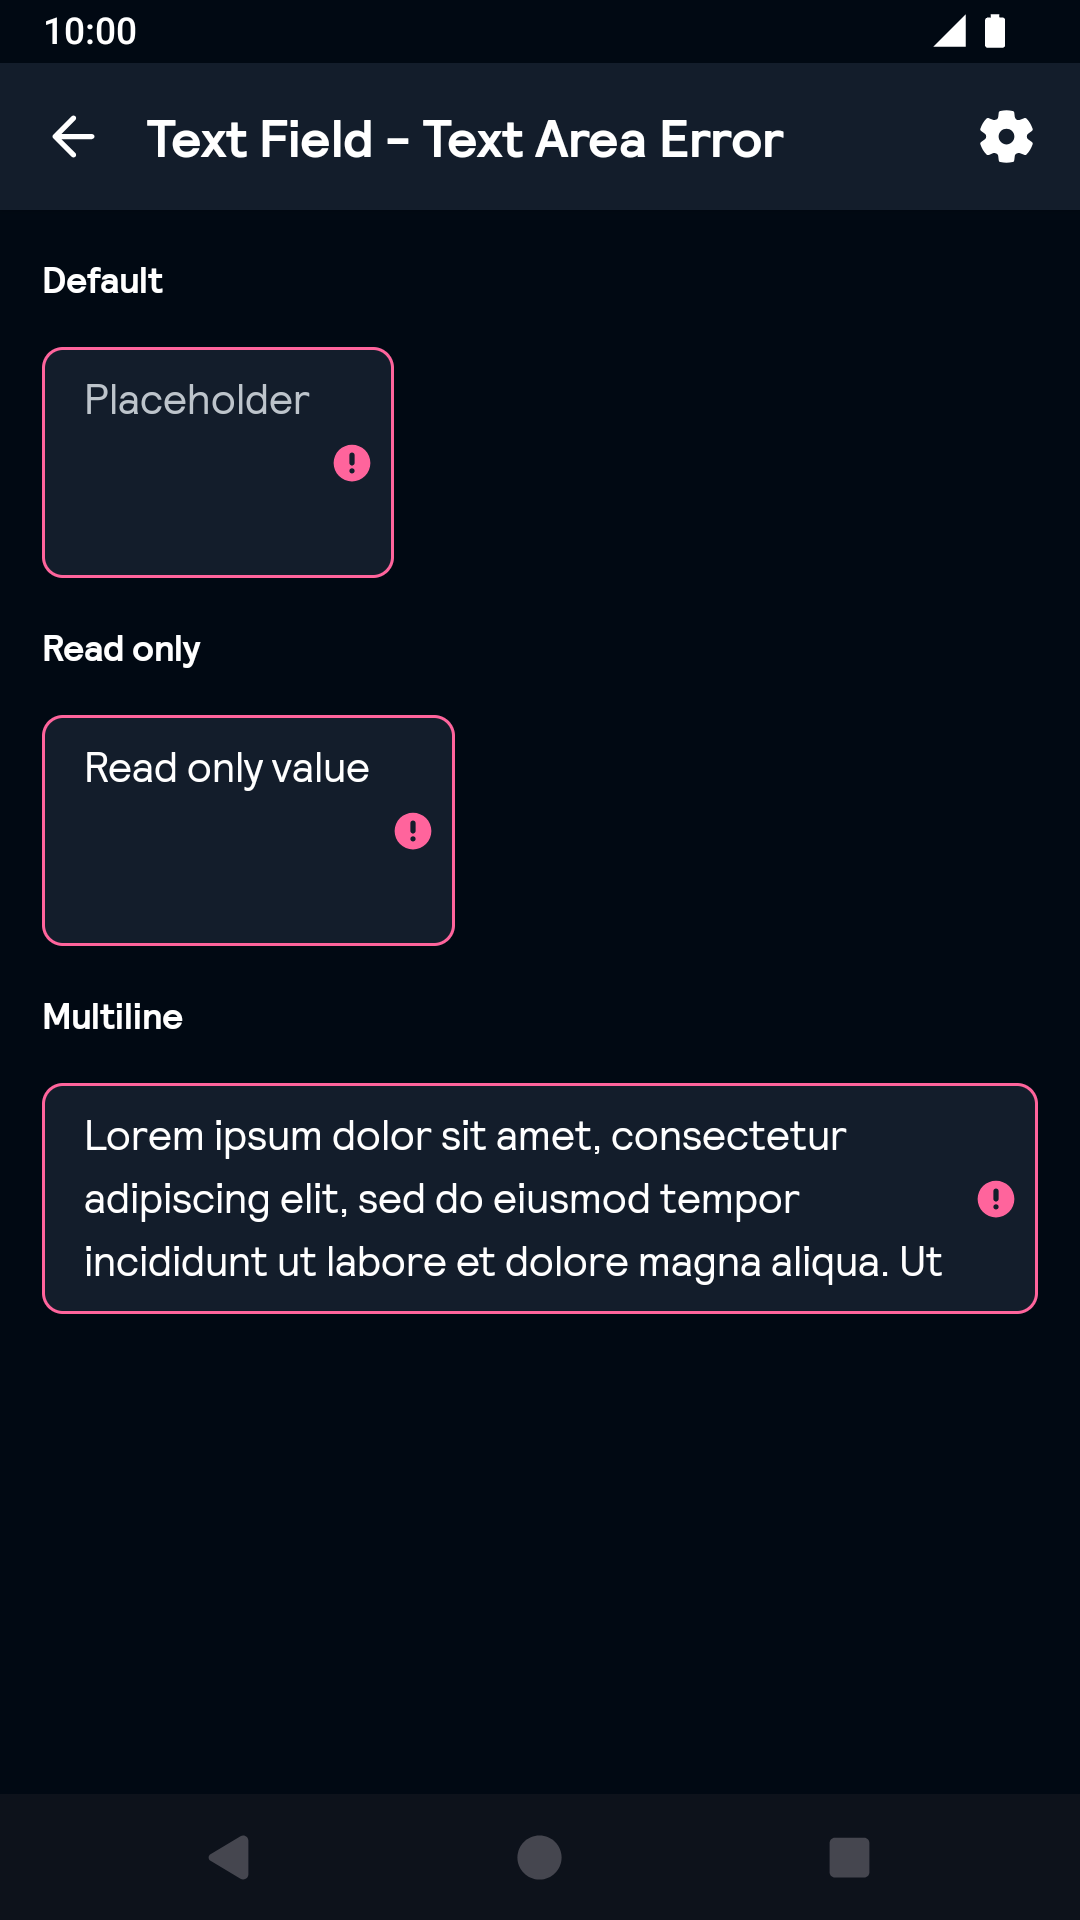 10:00
Text Field - Text Area Error
Default
Placeholder
Read only
Read only value
Multiline
Lorem ipsum dolor sit amet, consectetur
adipiscing elit, sed do eiusmod tempor
incididunt ut labore et dolore magna aliqua. Ut